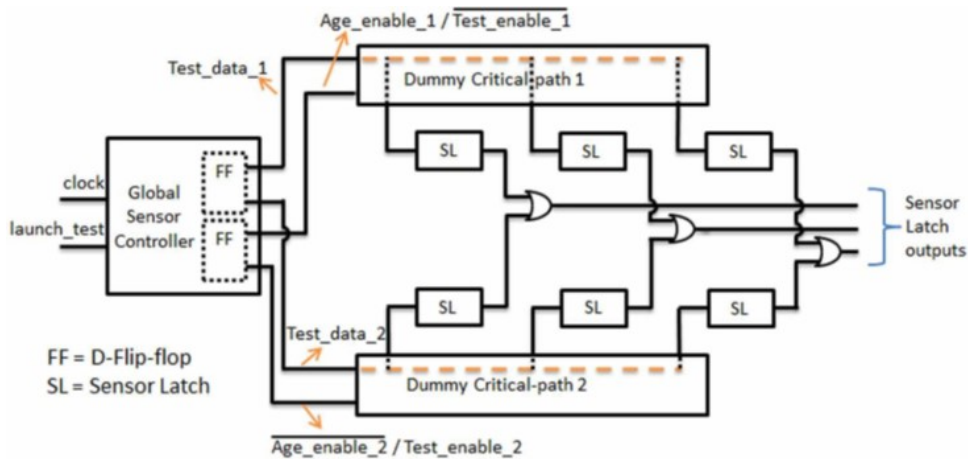 Age_enable_1 / Test_enable_1
Test_data_1
Dummy Critical-path 1
SL
SL
SL
FF
clock
Global
Sensor
Controller
launch_test
FF
Sensor
Latch
outputs
SL
SL
SL
Test_data_2
FF = D-Flip-flop
SL = Sensor Latch
Dummy Critical-path 2
Age_enable_2 / Test_enable_2